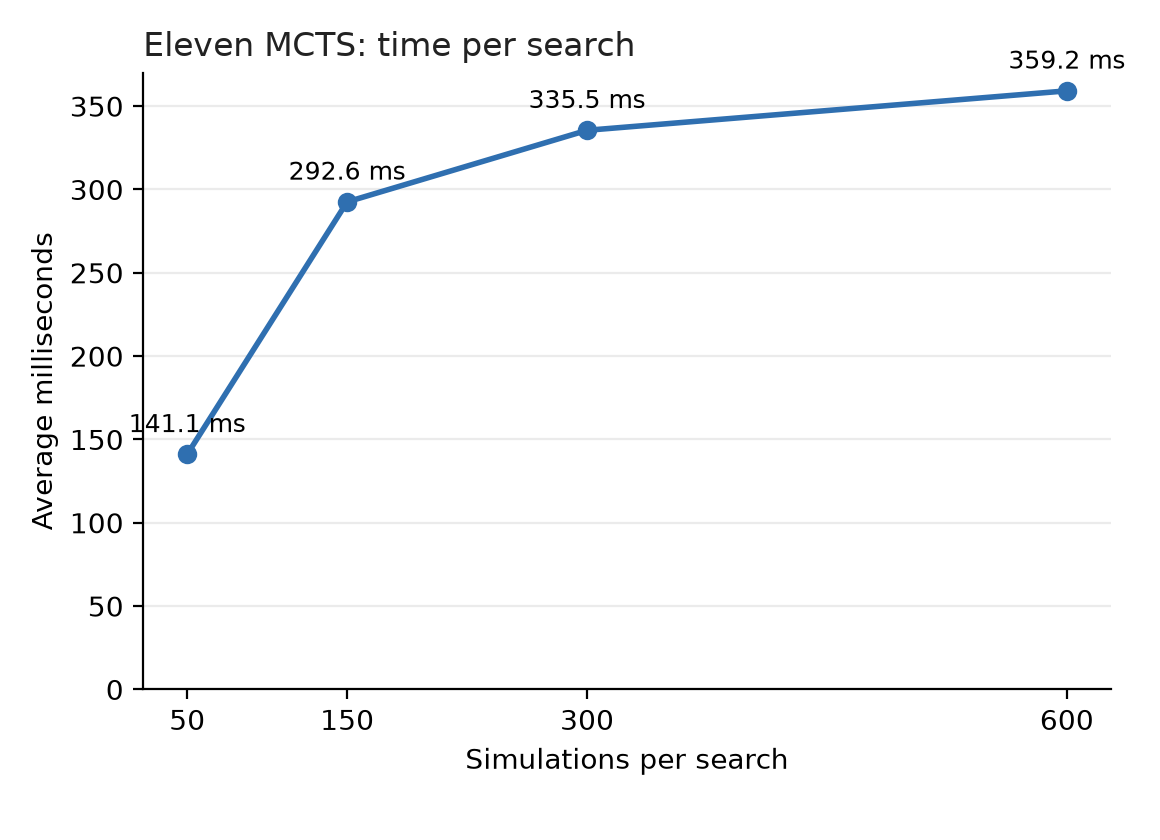 Eleven MCTS: time per search
359.2 ms
335.5 ms
292.6 ms
141.1 ms
Average milliseconds
350
300
250
200
150
100
50
0
50 150 300 600
Simulations per search